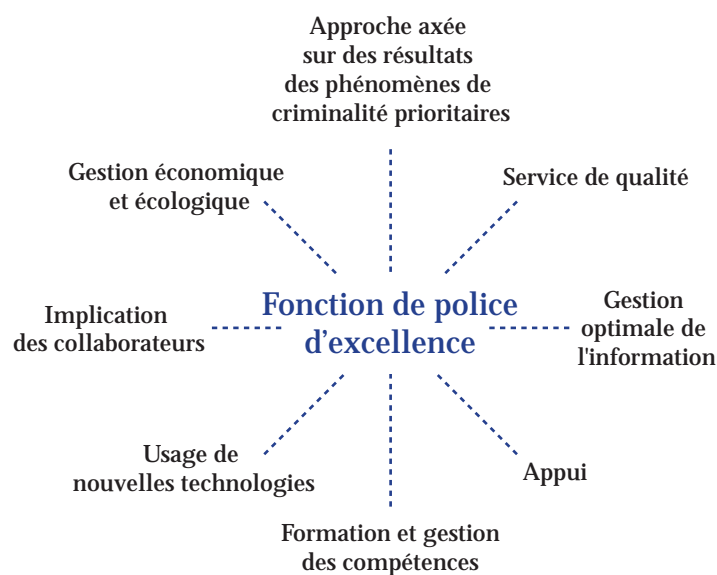 Approche axée
sur des résultats
des phénomènes de
criminalité prioritaires
Gestion économique
et écologique
Service de qualité
Implication
des collaborateurs
Fonction de police
d'excellence
Gestion
optimale de
l'information
Usage de
nouvelles technologies
Appui
Formation et gestion
des compétences